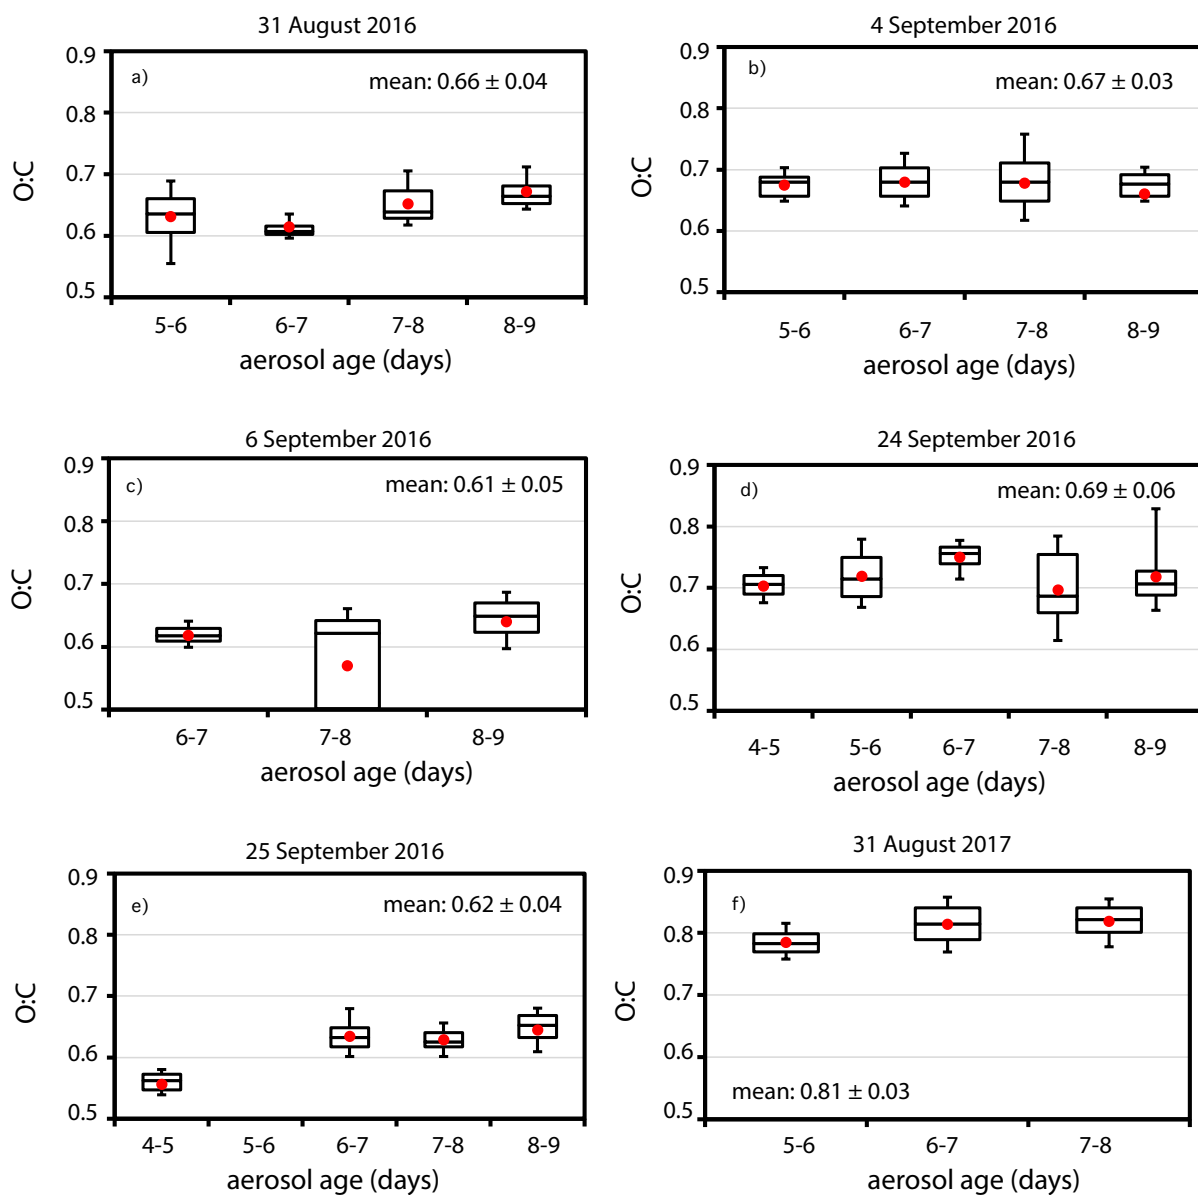 31 August 2016
a)
mean: 0.66 ± 0.04
0.9
0.8
0.7
0.6
0.5
O:C
5-6 6-7 7-8 8-9
aerosol age (days)
4 September 2016
b)
mean: 0.67 ± 0.03
0.9
0.8
0.7
0.6
0.5
O:C
5-6 6-7 7-8 8-9
aerosol age (days)
6 September 2016
c)
mean: 0.61 ± 0.05
0.9
0.8
0.7
0.6
0.5
O:C
6-7 7-8 8-9
aerosol age (days)
24 September 2016
d)
mean: 0.69 ± 0.06
0.9
0.8
0.7
0.6
0.5
O:C
4-5 5-6 6-7 7-8 8-9
aerosol age (days)
25 September 2016
e)
mean: 0.62 ± 0.04
0.9
0.8
0.7
0.6
0.5
O:C
4-5 5-6 6-7 7-8 8-9
aerosol age (days)
31 August 2017
f)
0.9
0.8
0.7
0.6
0.5
O:C
mean: 0.81 ± 0.03
5-6 6-7 7-8
aerosol age (days)